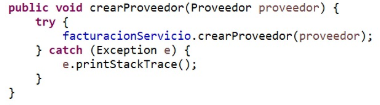 public void crearProveedor(Proveedor proveedor) {
    try {
        facturacionServicio.crearProveedor(proveedor);
    } catch (Exception e) {
        e.printStackTrace();
    }
}